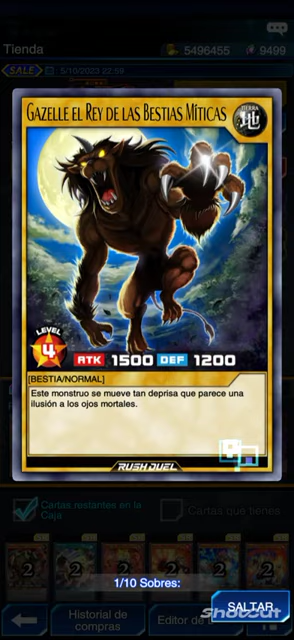 Tienda
5496455
9499
SALE
5/10/2023 22:59
GAZELLE EL REY DE LAS BESTIAS MÍTICAS
TIERRA
LEVEL
4
ATK 1500 DEF 1200
[BESTIA/NORMAL]
Este monstruo se mueve tan deprisa que parece una
ilusión a los ojos mortales.
RUSH DUEL
Cartas restantes en la
Caja
Cartas que tienes
2 2 2 2 2 2
1/10 Sobres:
Historial de
compras
Editor de
SALTAR